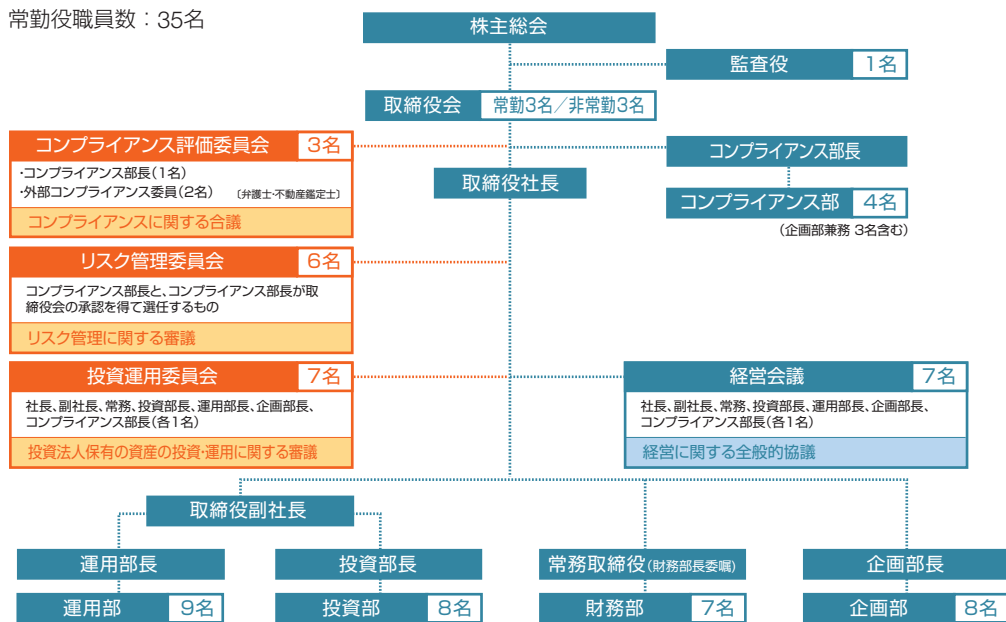 常勤役職員数：35名
株主総会
監査役 1名
取締役会 常勤3名／非常勤3名
コンプライアンス評価委員会 3名
・コンプライアンス部長(1名)
・外部コンプライアンス委員(2名) 〔弁護士・不動産鑑定士〕
コンプライアンスに関する合議
コンプライアンス部長
取締役社長
コンプライアンス部 4名
(企画部兼務 3名含む)
リスク管理委員会 6名
コンプライアンス部長と、コンプライアンス部長が取
締役会の承認を得て選任するもの
リスク管理に関する審議
投資運用委員会 7名
社長、副社長、常務、投資部長、運用部長、企画部長、
コンプライアンス部長(各1名)
投資法人保有の資産の投資・運用に関する審議
経営会議 7名
社長、副社長、常務、投資部長、運用部長、企画部長、
コンプライアンス部長(各1名)
経営に関する全般的協議
取締役副社長
運用部長
投資部長
常務取締役(財務部長委嘱)
企画部長
運用部 9名
投資部 8名
財務部 7名
企画部 8名